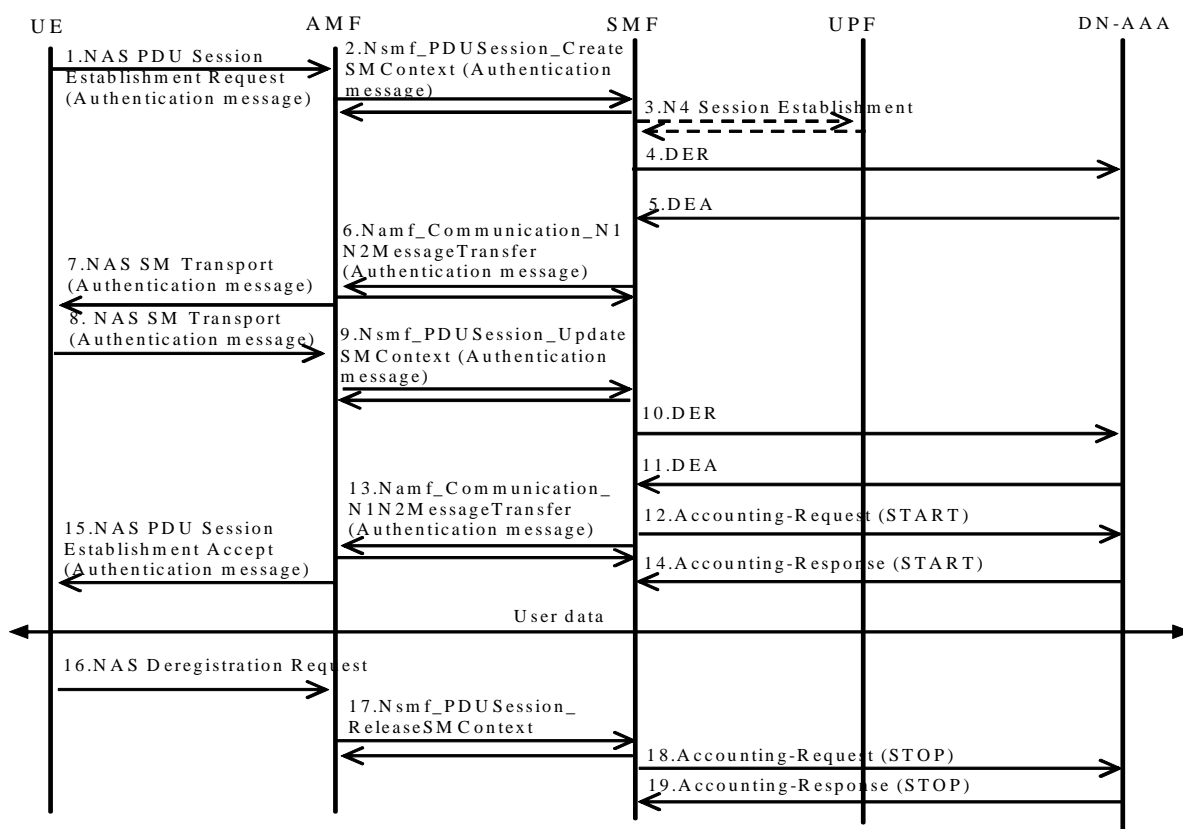 UE
AMF
SMF
UPF
DN-AAA
1.NAS PDU Session
Establishment Request
(Authentication message)
2.Nsmf_PDUSession_Create
SMContext (Authentication
message)
3.N4 Session Establishment
4.DER
5.DEA
6.Namf_Communication_N1
N2MessageTransfer
(Authentication message)
7.NAS SM Transport
(Authentication message)
8. NAS SM Transport
(Authentication message)
9.Nsmf_PDUSession_Update
SMContext (Authentication
message)
10.DER
11.DEA
13.Namf_Communication_
N1N2MessageTransfer
(Authentication message)
12.Accounting-Request (START)
15.NAS PDU Session
Establishment Accept
(Authentication message)
14.Accounting-Response (START)
User data
16.NAS Deregistration Request
17.Nsmf_PDUSession_
ReleaseSMContext
18.Accounting-Request (STOP)
19.Accounting-Response (STOP)